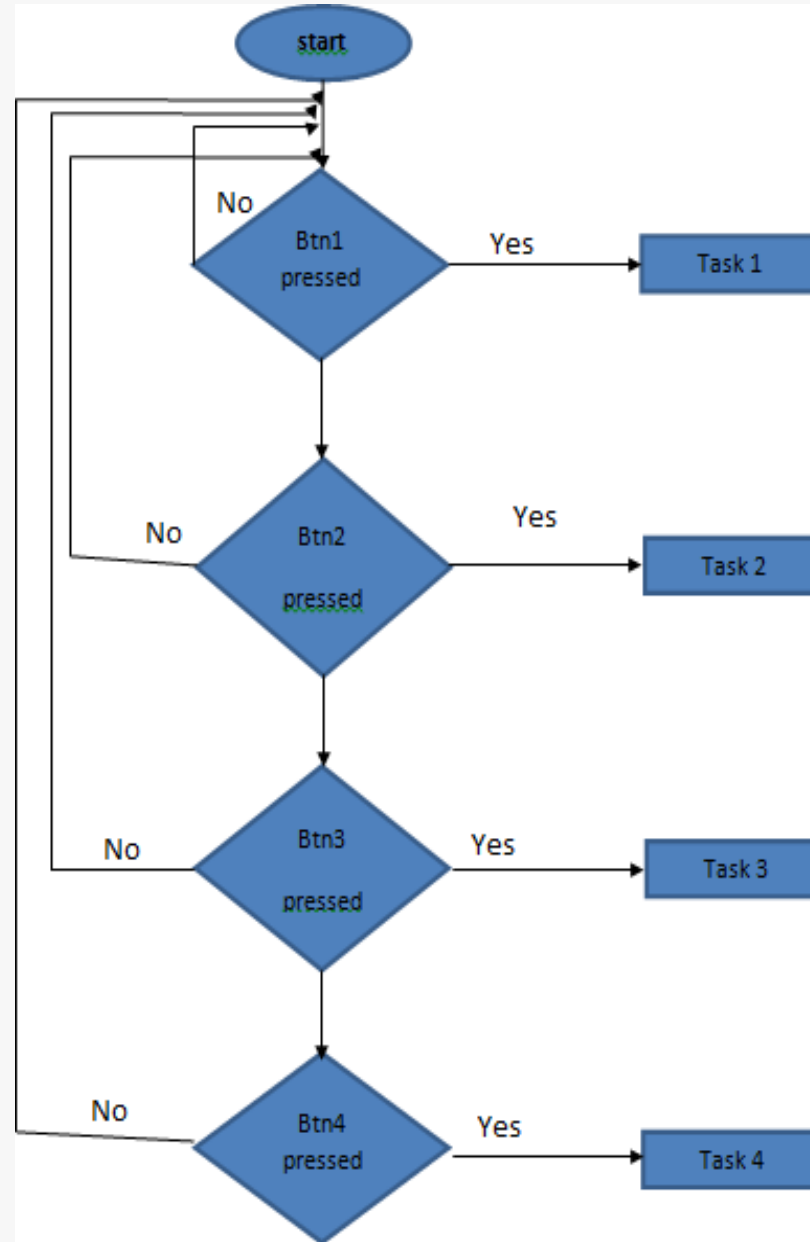 start
No
Btn1
pressed
Yes
Task 1
No
Btn2
pressed
Yes
Task 2
No
Btn3
pressed
Yes
Task 3
No
Btn4
pressed
Yes
Task 4